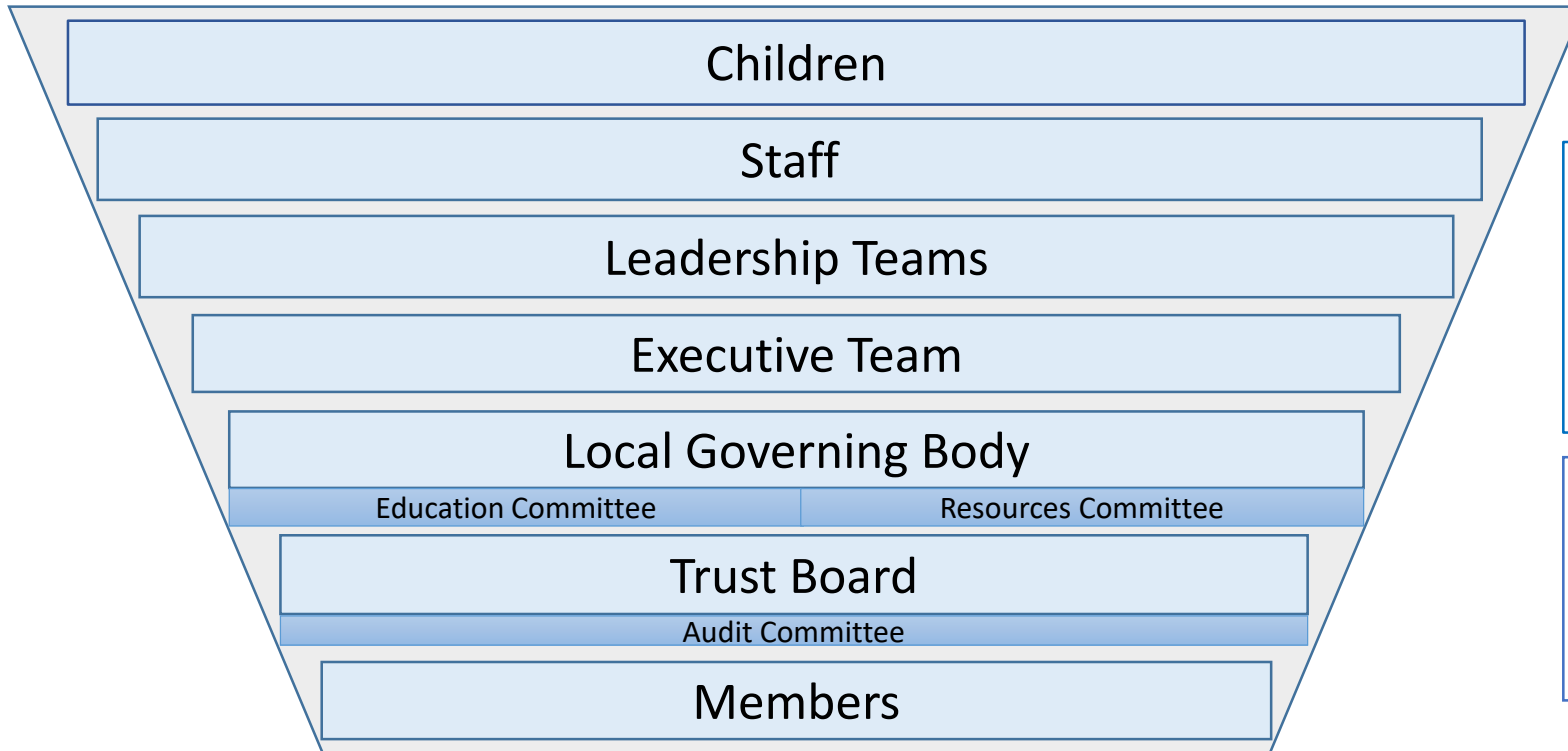 Children
Staff
Leadership Teams
Executive Team
Local Governing Body
Education Committee
Resources Committee
Trust Board
Audit Committee
Members